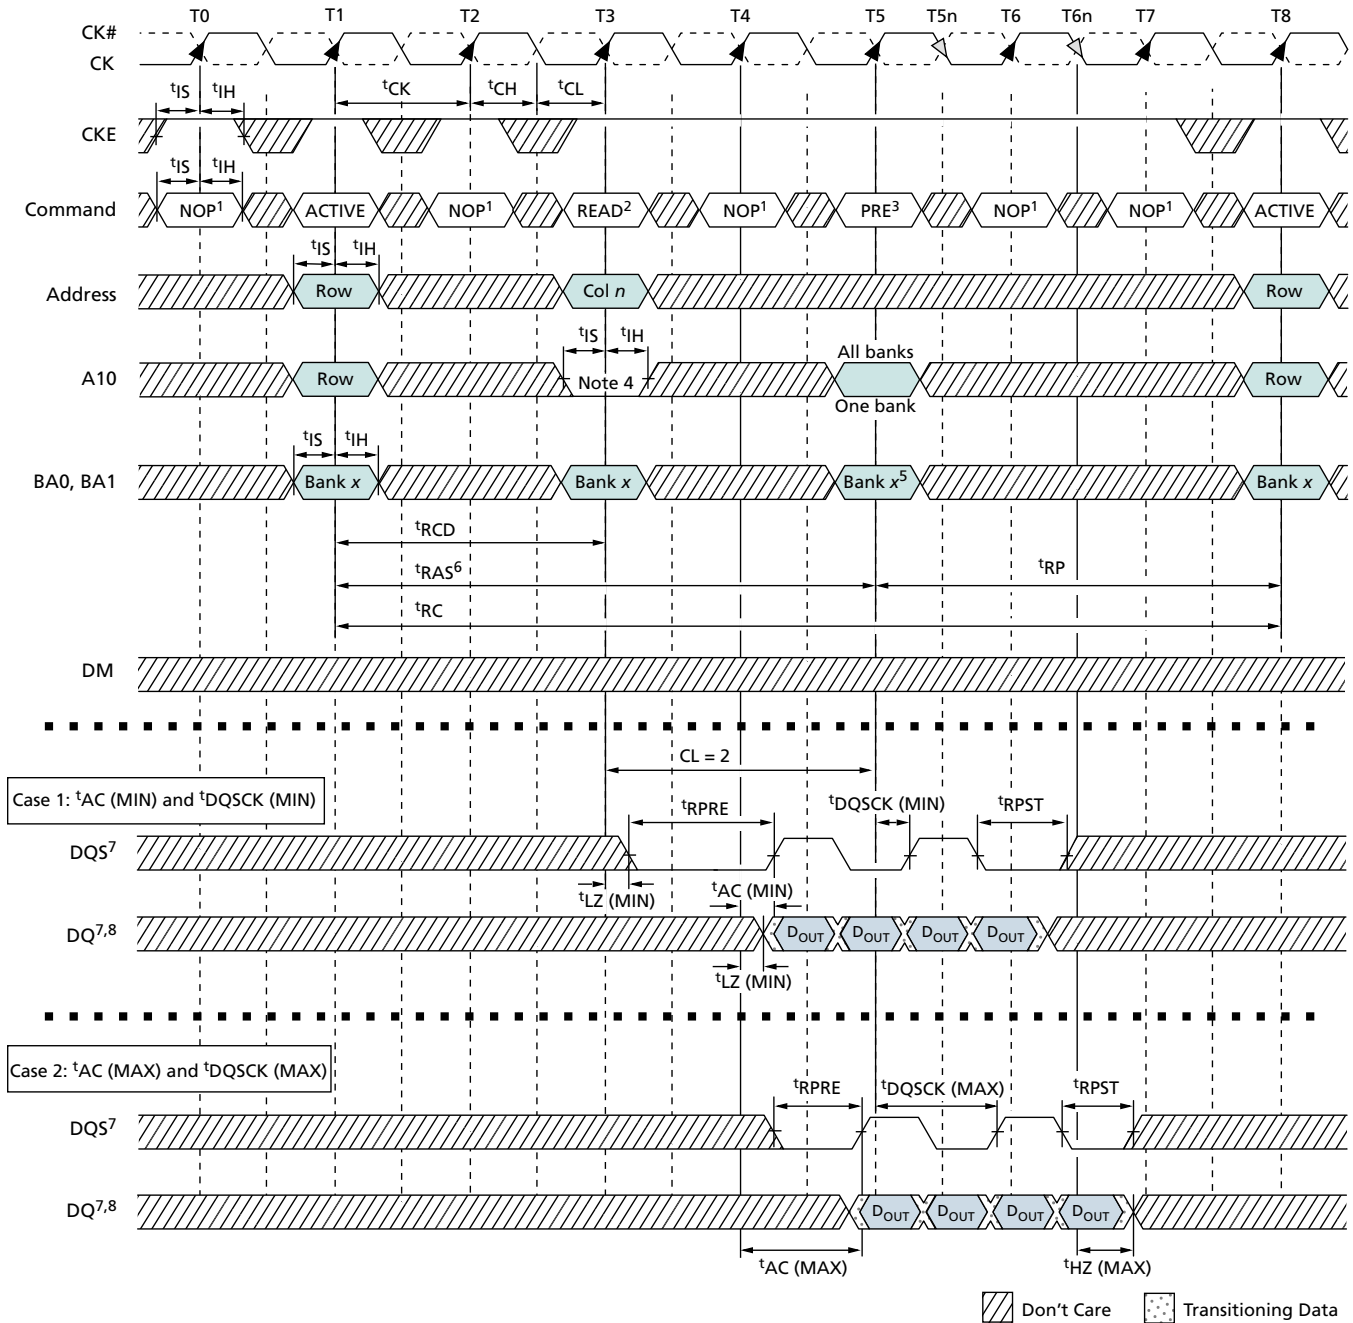 T0 T1 T2 T3 T4 T5 T5n T6 T6n T7 T8
CK#
CK
tIS tIH tCK tCH tCL
CKE
tIS tIH
Command NOP1 ACTIVE NOP1 READ2 NOP1 PRE3 NOP1 NOP1 ACTIVE
tIS tIH
Address Row Col n Row
tIS tIH All banks
A10 Row Note 4 Row
One bank
tIS tIH
BA0, BA1 Bank x Bank x Bank x5 Bank x
tRCD
tRAS6 tRP
tRC
DM
CL = 2
Case 1: tAC (MIN) and tDQSCK (MIN)
tRPRE tDQSCK (MIN) tRPST
DQS7
tLZ (MIN) tAC (MIN)
DQ7,8 DOUT DOUT DOUT DOUT
tLZ (MIN)
Case 2: tAC (MAX) and tDQSCK (MAX)
tRPRE tDQSCK (MAX) tRPST
DQS7
DQ7,8 DOUT DOUT DOUT DOUT
tAC (MAX) tHZ (MAX)
Don't Care Transitioning Data